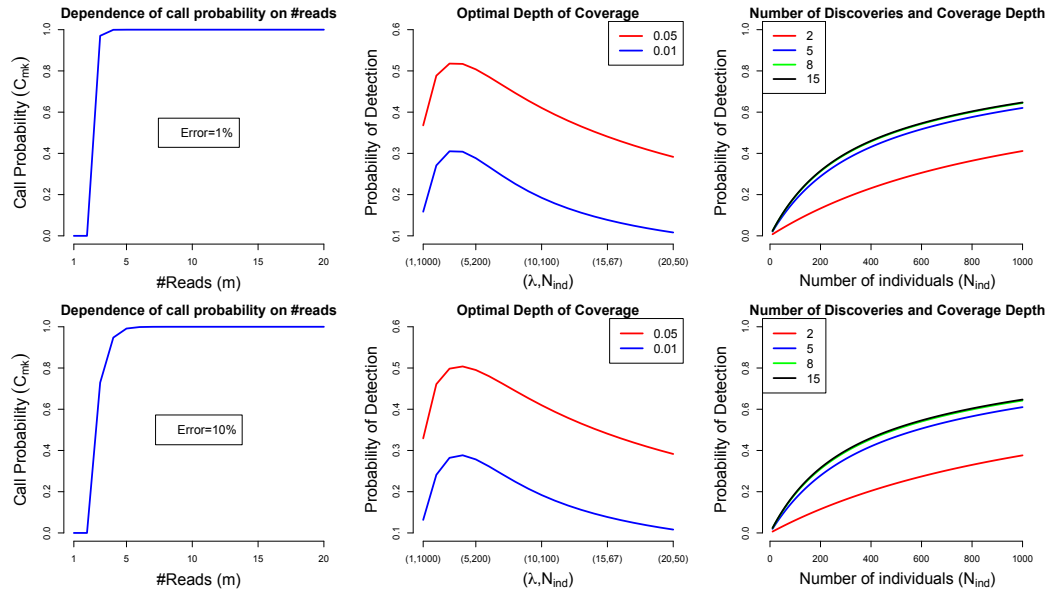 Dependence of call probability on #reads
Call Probability (Cmk)
0.0 0.2 0.4 0.6 0.8 1.0
Error=1%
1 5 10 15 20
#Reads (m)
Optimal Depth of Coverage
Probability of Detection
0.1 0.2 0.3 0.4 0.5 0.6
0.05
0.01
(1,1000) (5,200) (10,100) (15,67) (20,50)
(λ,Nind)
Number of Discoveries and Coverage Depth
Probability of Detection
0.0 0.2 0.4 0.6 0.8 1.0
2
5
8
15
0 200 400 600 800 1000
Number of individuals (Nind)
Dependence of call probability on #reads
Call Probability (Cmk)
0.0 0.2 0.4 0.6 0.8 1.0
Error=10%
1 5 10 15 20
#Reads (m)
Optimal Depth of Coverage
Probability of Detection
0.1 0.2 0.3 0.4 0.5 0.6
0.05
0.01
(1,1000) (5,200) (10,100) (15,67) (20,50)
(λ,Nind)
Number of Discoveries and Coverage Depth
Probability of Detection
0.0 0.2 0.4 0.6 0.8 1.0
2
5
8
15
0 200 400 600 800 1000
Number of individuals (Nind)